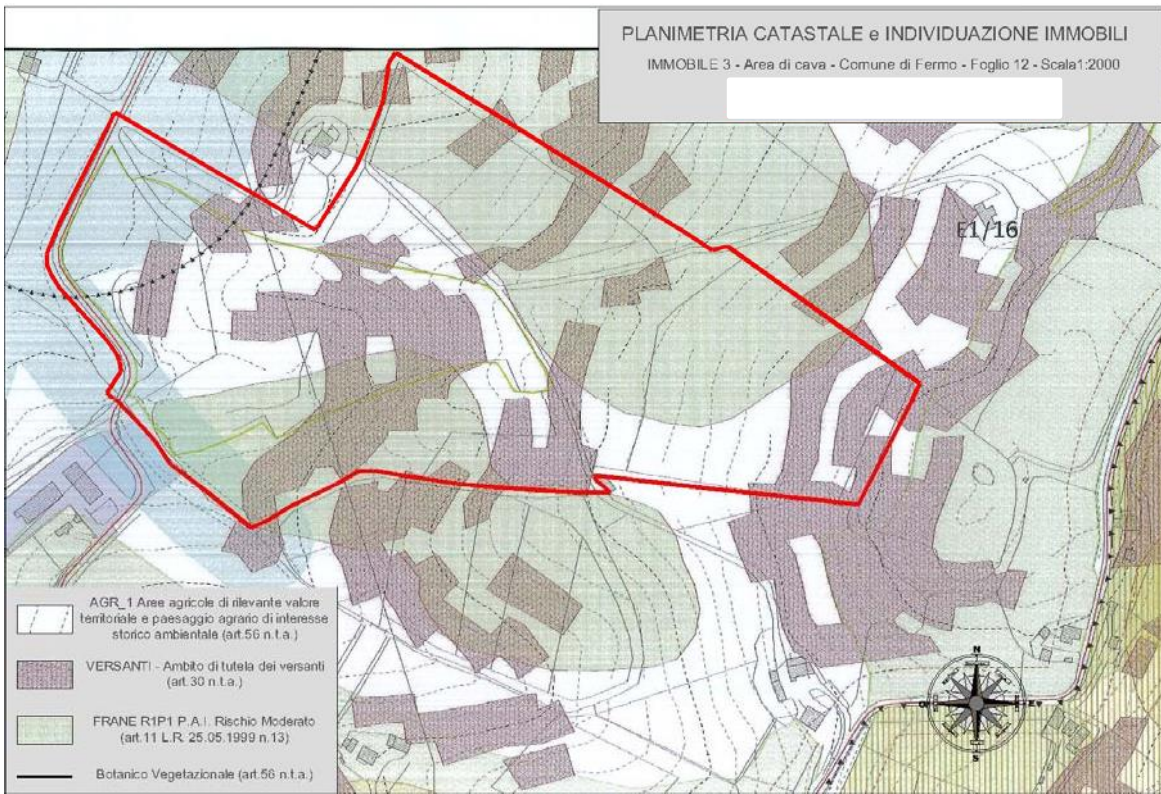 PLANIMETRIA CATASTALE e INDIVIDUAZIONE IMMOBILI
IMMOBILE 3 - Area di cava - Comune di Fermo - Foglio 12 - Scala1:2000
E1/16
AGR_1 Aree agricole di rilevante valore
territoriale e paesaggio agrario di interesse
storico ambientale (art.56 n.t.a.)
VERSANTI - Ambito di tutela dei versanti
(art.30 n.t.a.)
FRANE R1P1 P.A.I. Rischio Moderato
(art.11 L.R. 25.05.1999 n.13)
Botanico Vegetazionale (art.56 n.t.a.)
N
E
S